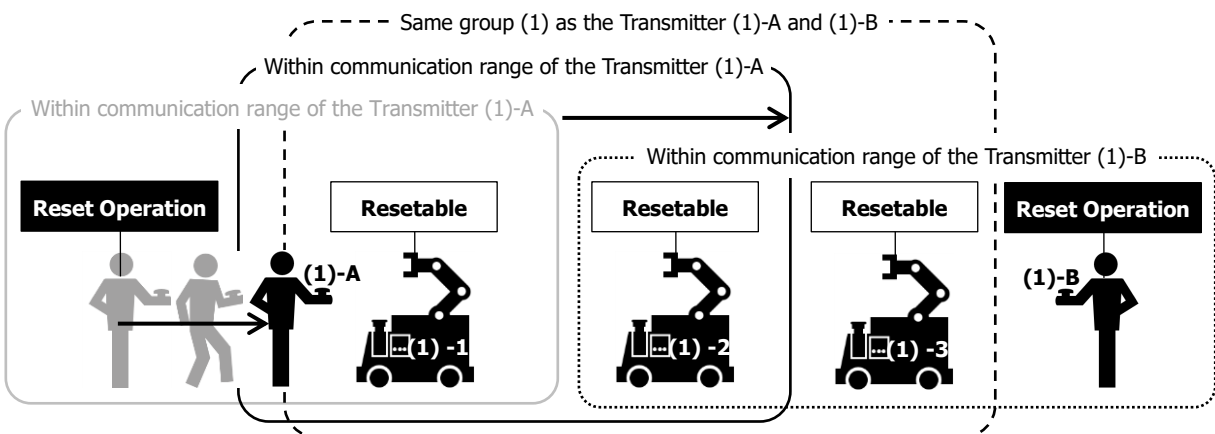 Same group (1) as the Transmitter (1)-A and (1)-B
Within communication range of the Transmitter (1)-A
Within communication range of the Transmitter (1)-A
Within communication range of the Transmitter (1)-B
Reset Operation
Resetable
Resetable
Resetable
Reset Operation
(1)-A
(1)-B
(1) -1
(1) -2
(1) -3